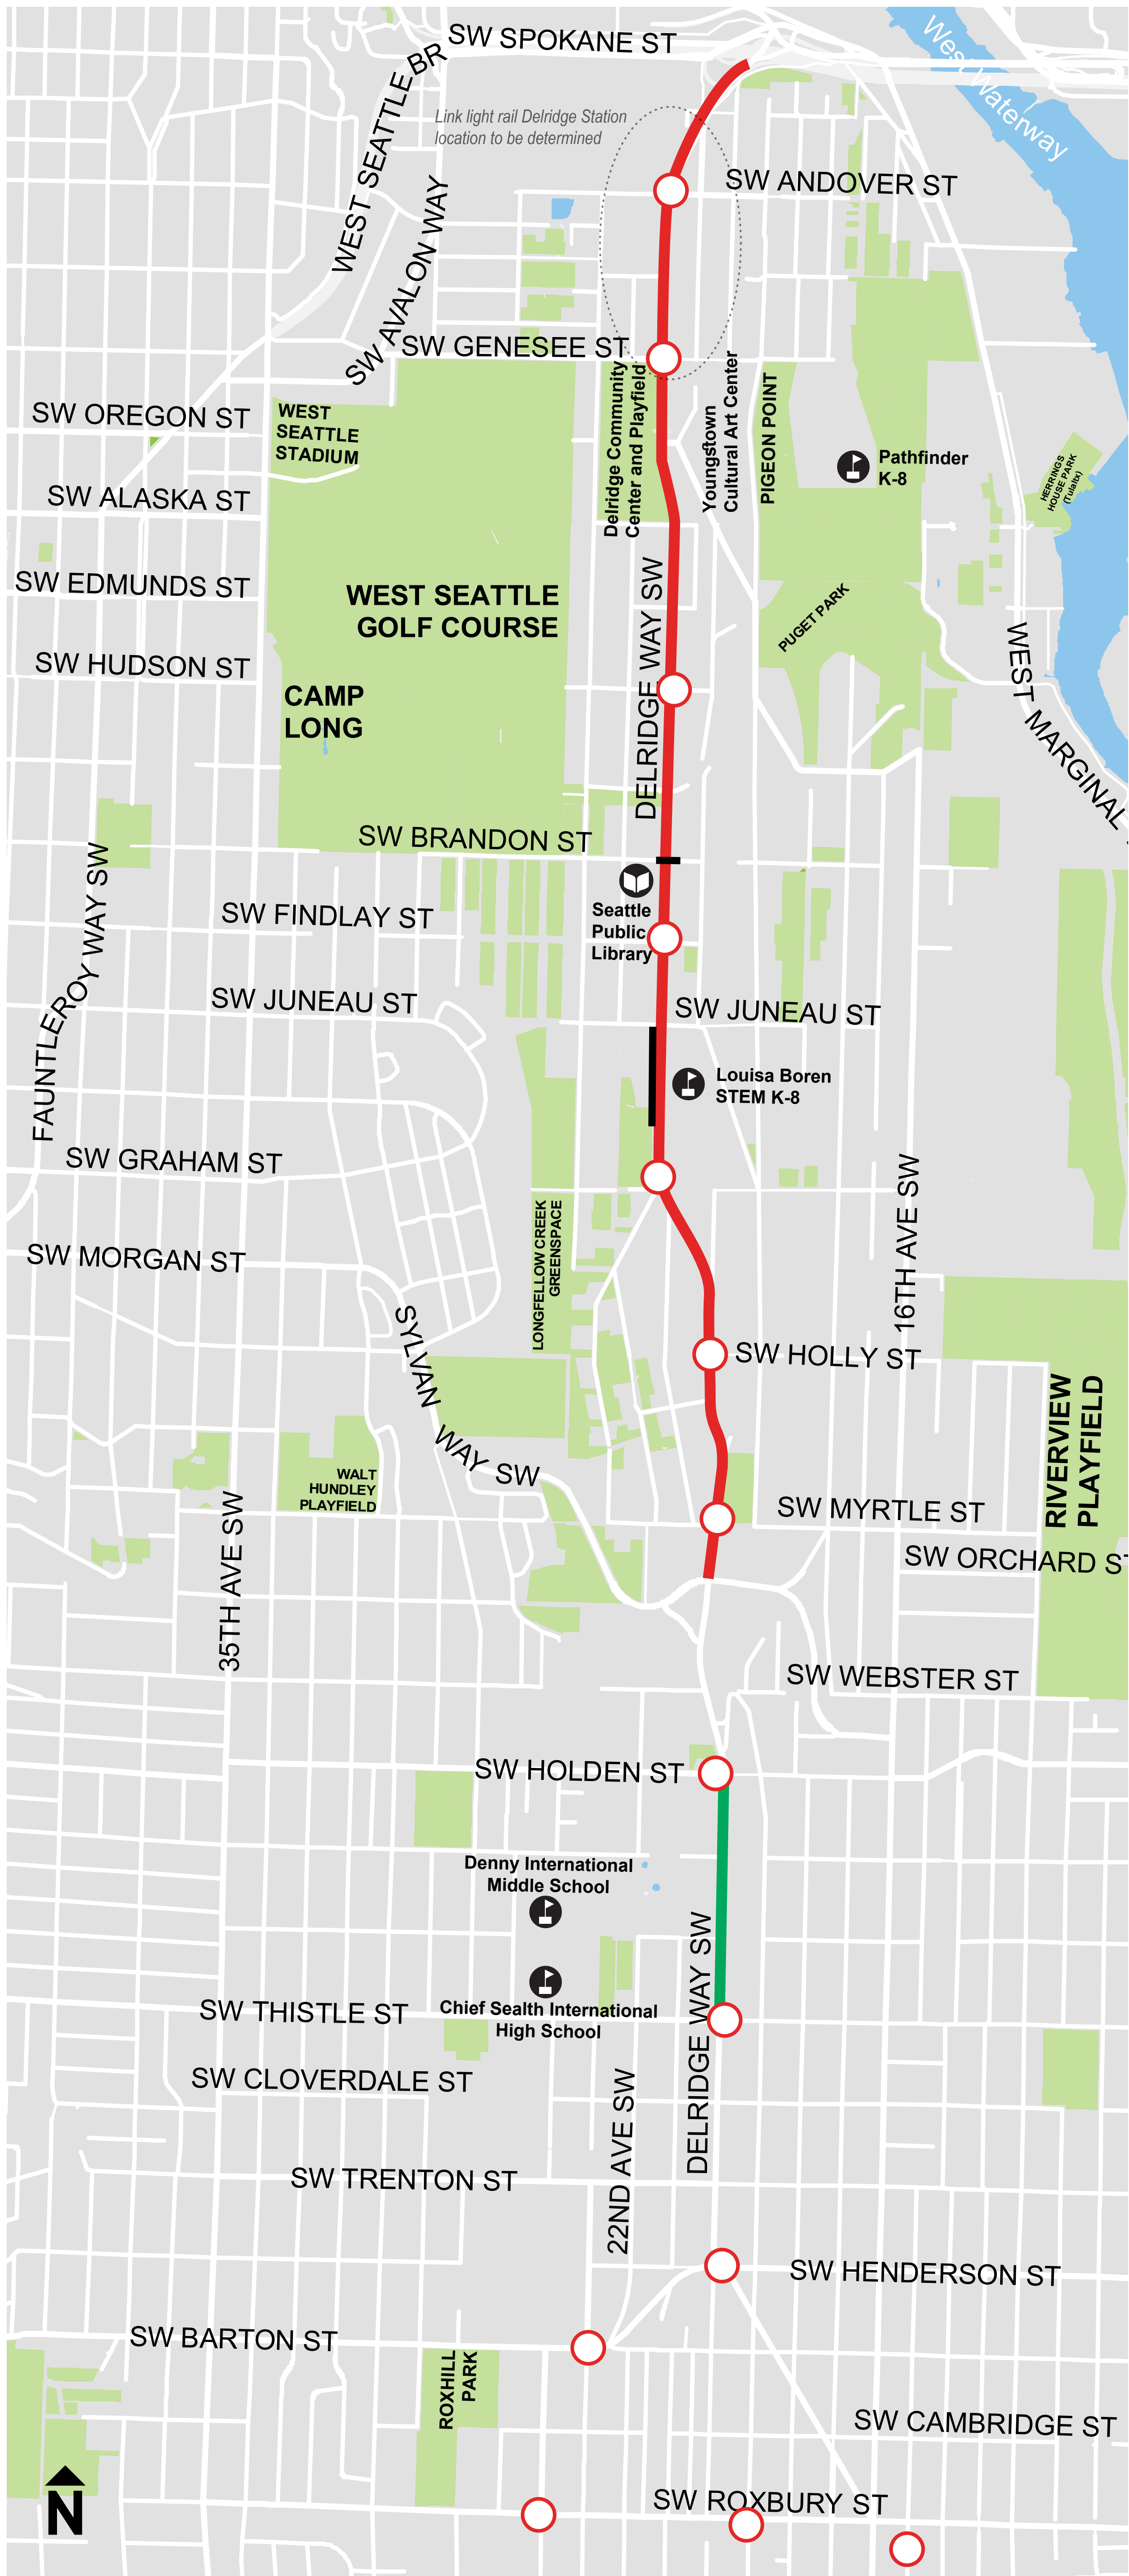 SW SPOKANE ST
WEST SEATTLE BR
West Waterway
Link light rail Delridge Station
location to be determined
SW ANDOVER ST
SW AVALON WAY
SW GENESEE ST
Delridge Community
Center and Playfield
Youngstown
Cultural Art Center
PIGEON POINT
SW OREGON ST
WEST
SEATTLE
STADIUM
Pathfinder
K-8
HERRINGS
HOUSE PARK
(Tulaltx)
SW ALASKA ST
SW EDMUNDS ST
WEST SEATTLE
GOLF COURSE
DELRIDGE WAY SW
PUGET PARK
SW HUDSON ST
CAMP
LONG
WEST MARGINAL
SW BRANDON ST
FAUNTLEROY WAY SW
Seattle
Public
Library
SW FINDLAY ST
SW JUNEAU ST
SW JUNEAU ST
Louisa Boren
STEM K-8
SW GRAHAM ST
LONGFELLOW CREEK
GREENSPACE
16TH AVE SW
SW MORGAN ST
SYLVAN WAY SW
SW HOLLY ST
RIVERVIEW
PLAYFIELD
WALT
HUNDLEY
PLAYFIELD
35TH AVE SW
SW MYRTLE ST
SW ORCHARD ST
SW WEBSTER ST
SW HOLDEN ST
Denny International
Middle School
DELRIDGE WAY SW
Chief Sealth International
High School
SW THISTLE ST
SW CLOVERDALE ST
22ND AVE SW
SW TRENTON ST
SW HENDERSON ST
SW BARTON ST
ROXHILL
PARK
SW CAMBRIDGE ST
N
SW ROXBURY ST